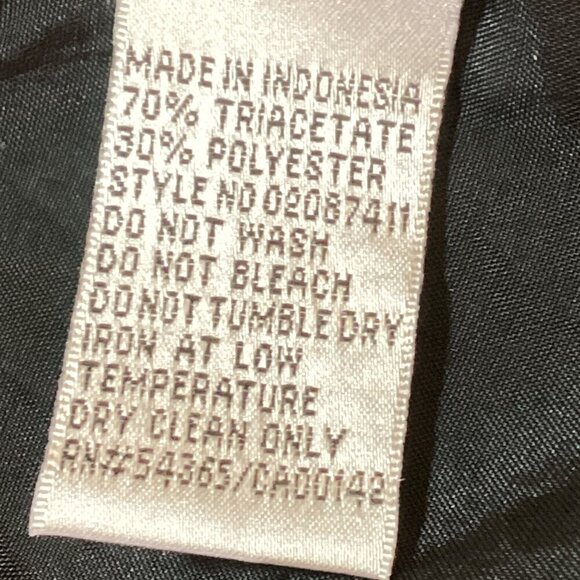 MADE IN INDONESIA
70% TRIACETATE
30% POLYESTER
STYLE NO 02087411
DO NOT WASH
DO NOT BLEACH
DO NOT TUMBLE DRY
IRON AT LOW
TEMPERATURE
DRY CLEAN ONLY
RN#54365/CA00142